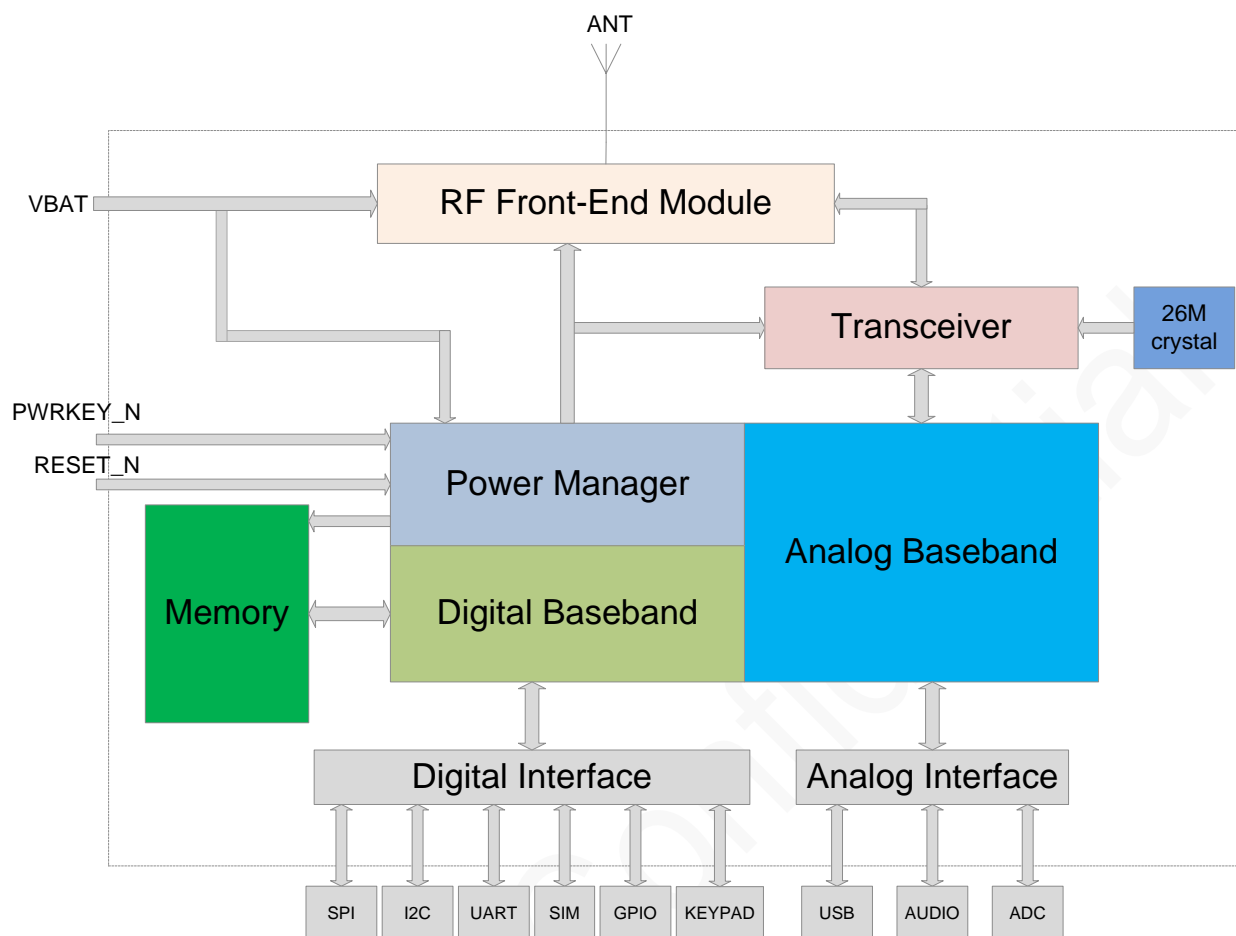 ANT
VBAT
RF Front-End Module
Transceiver
26M
crystal
PWRKEY_N
RESET_N
Power Manager
Analog Baseband
Memory
Digital Baseband
Digital Interface
Analog Interface
SPI
I2C
UART
SIM
GPIO
KEYPAD
USB
AUDIO
ADC